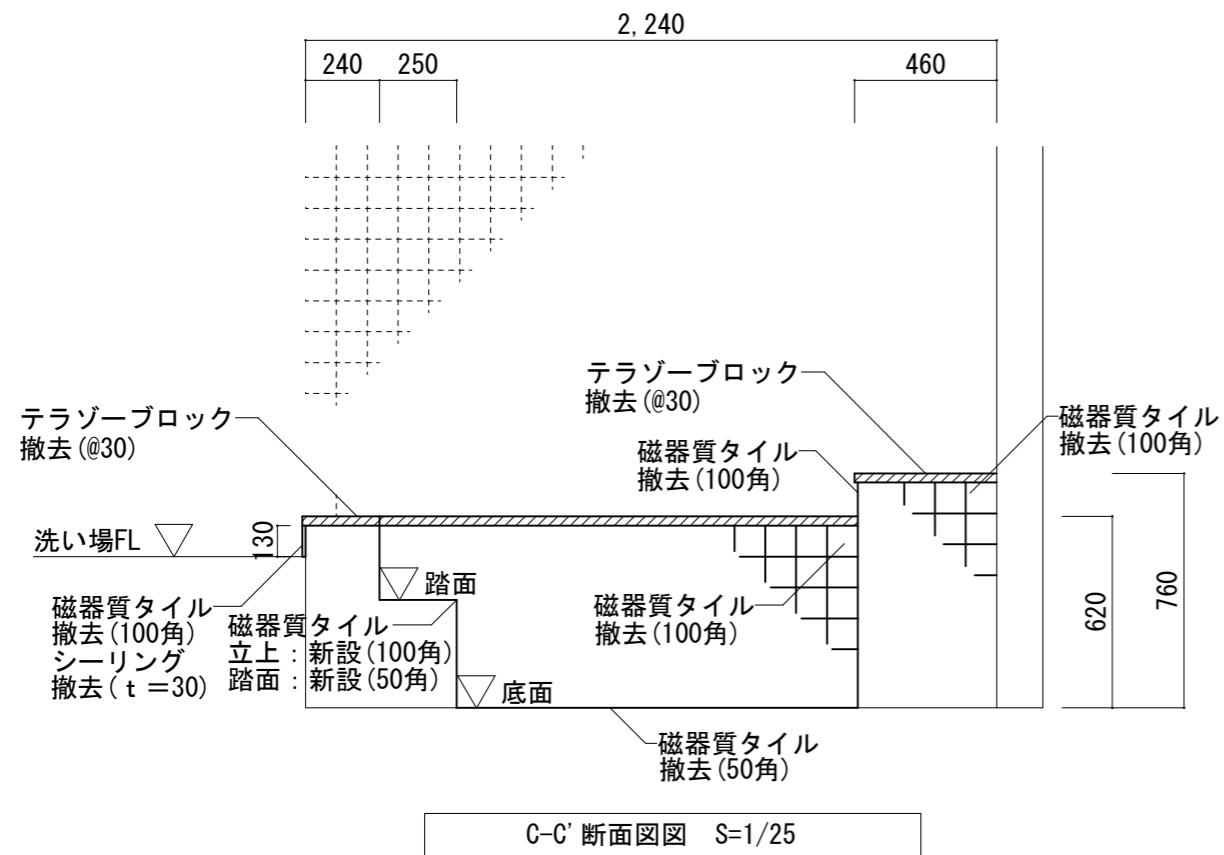 2,240
240
250
460
テラゾーブロック
撤去(@30)
テラゾーブロック
撤去(@30)
磁器質タイル
撤去(100角)
磁器質タイル
撤去(100角)
洗い場FL
130
踏面
磁器質タイル
撤去(100角)
シーリング
撤去(t=30)
磁器質タイル
立上:新設(100角)
踏面:新設(50角)
磁器質タイル
撤去(100角)
620
760
底面
磁器質タイル
撤去(50角)
C-C'断面図図 S=1/25